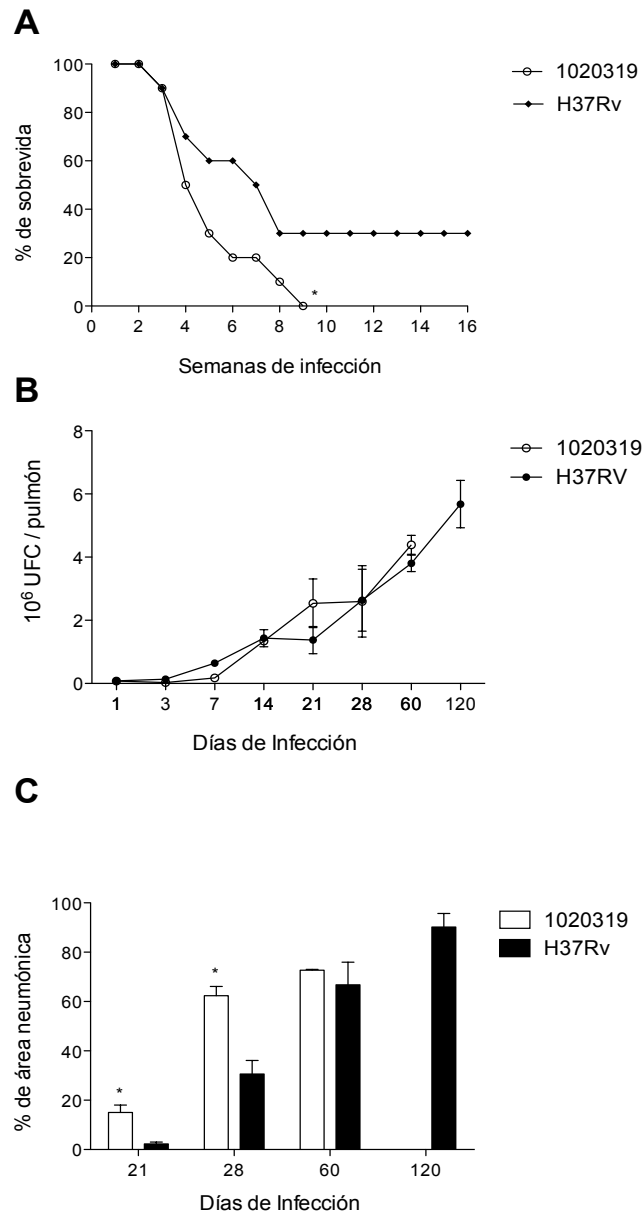 A
100
80
60
40
20
0
% de sobrevida
0 2 4 6 8 10 12 14 16
Semanas de infección
*
1020319
H37Rv
B
8
6
4
2
0
10⁶ UFC / pulmón
1 3 7 14 21 28 60 120
Días de Infección
1020319
H37RV
C
100
80
60
40
20
0
% de área neumónica
* *
21 28 60 120
Días de Infección
1020319
H37Rv